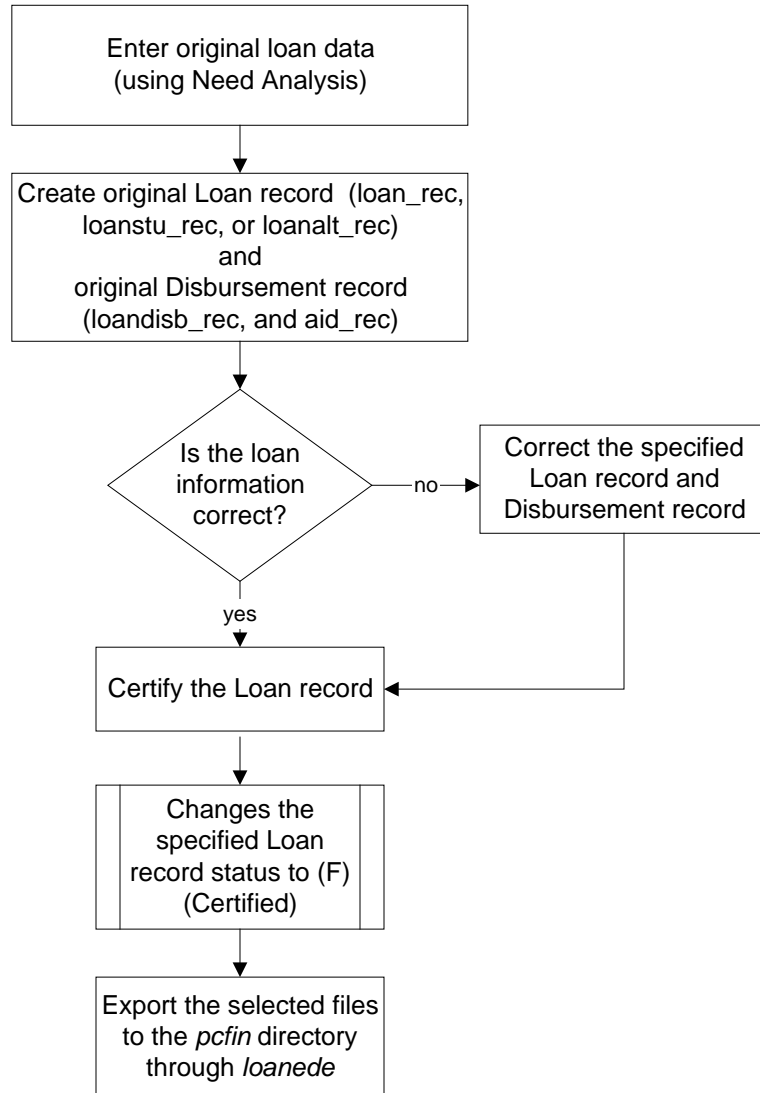 Enter original loan data
(using Need Analysis)
Create original Loan record  (loan_rec,
loanstu_rec, or loanalt_rec)
and
original Disbursement record
(loandisb_rec, and aid_rec)
Is the loan
information
correct?
no
Correct the specified
Loan record and
Disbursement record
yes
Certify the Loan record
Changes the
specified Loan
record status to (F)
(Certified)
Export the selected files
to the pcfin directory
through loanede